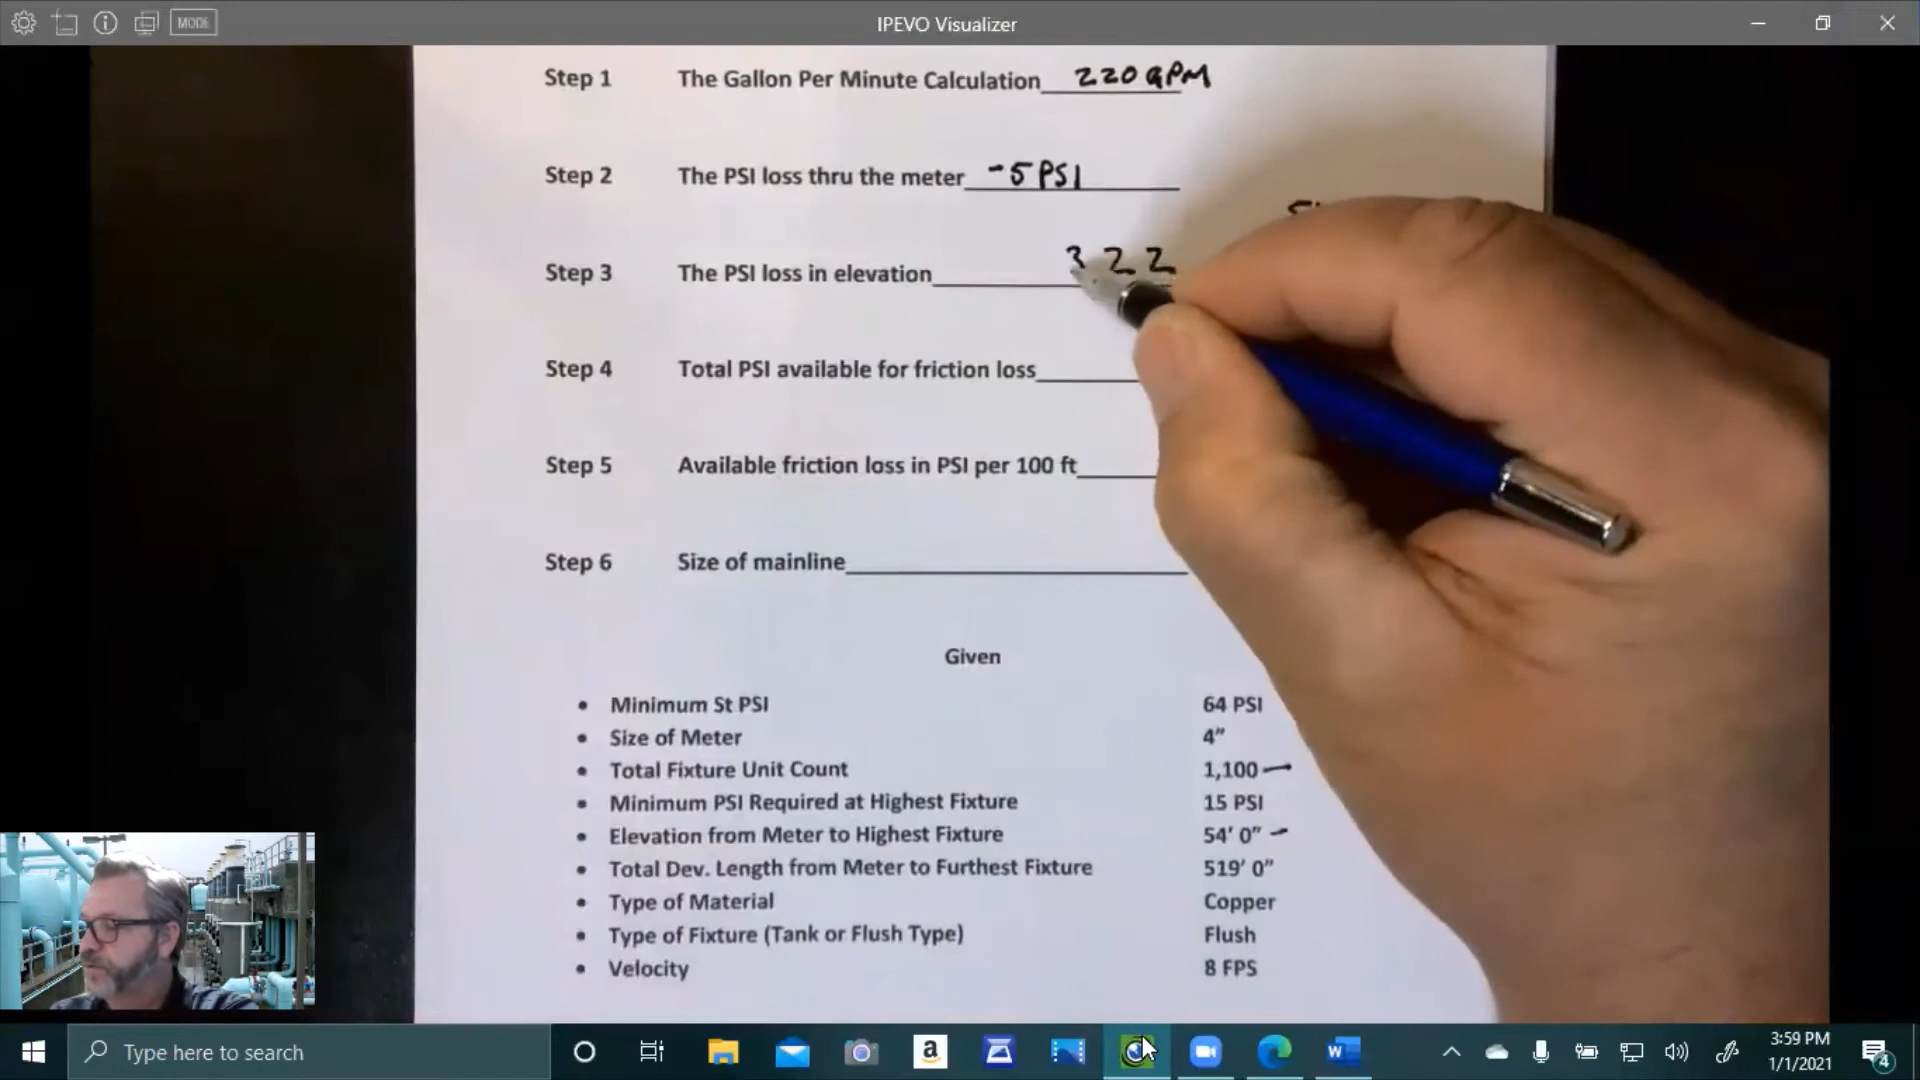 MODE
IPEVO Visualizer
Step 1 The Gallon Per Minute Calculation 220 GPM
Step 2 The PSI loss thru the meter -5 PSI
Step 3 The PSI loss in elevation 3 2 2
Step 4 Total PSI available for friction loss
Step 5 Available friction loss in PSI per 100 ft
Step 6 Size of mainline
Given
• Minimum St PSI 64 PSI
• Size of Meter 4”
• Total Fixture Unit Count 1,100
• Minimum PSI Required at Highest Fixture 15 PSI
• Elevation from Meter to Highest Fixture 54’ 0”
• Total Dev. Length from Meter to Furthest Fixture 519’ 0”
• Type of Material Copper
• Type of Fixture (Tank or Flush Type) Flush
• Velocity 8 FPS
Type here to search
a
W
3:59 PM
1/1/2021
4